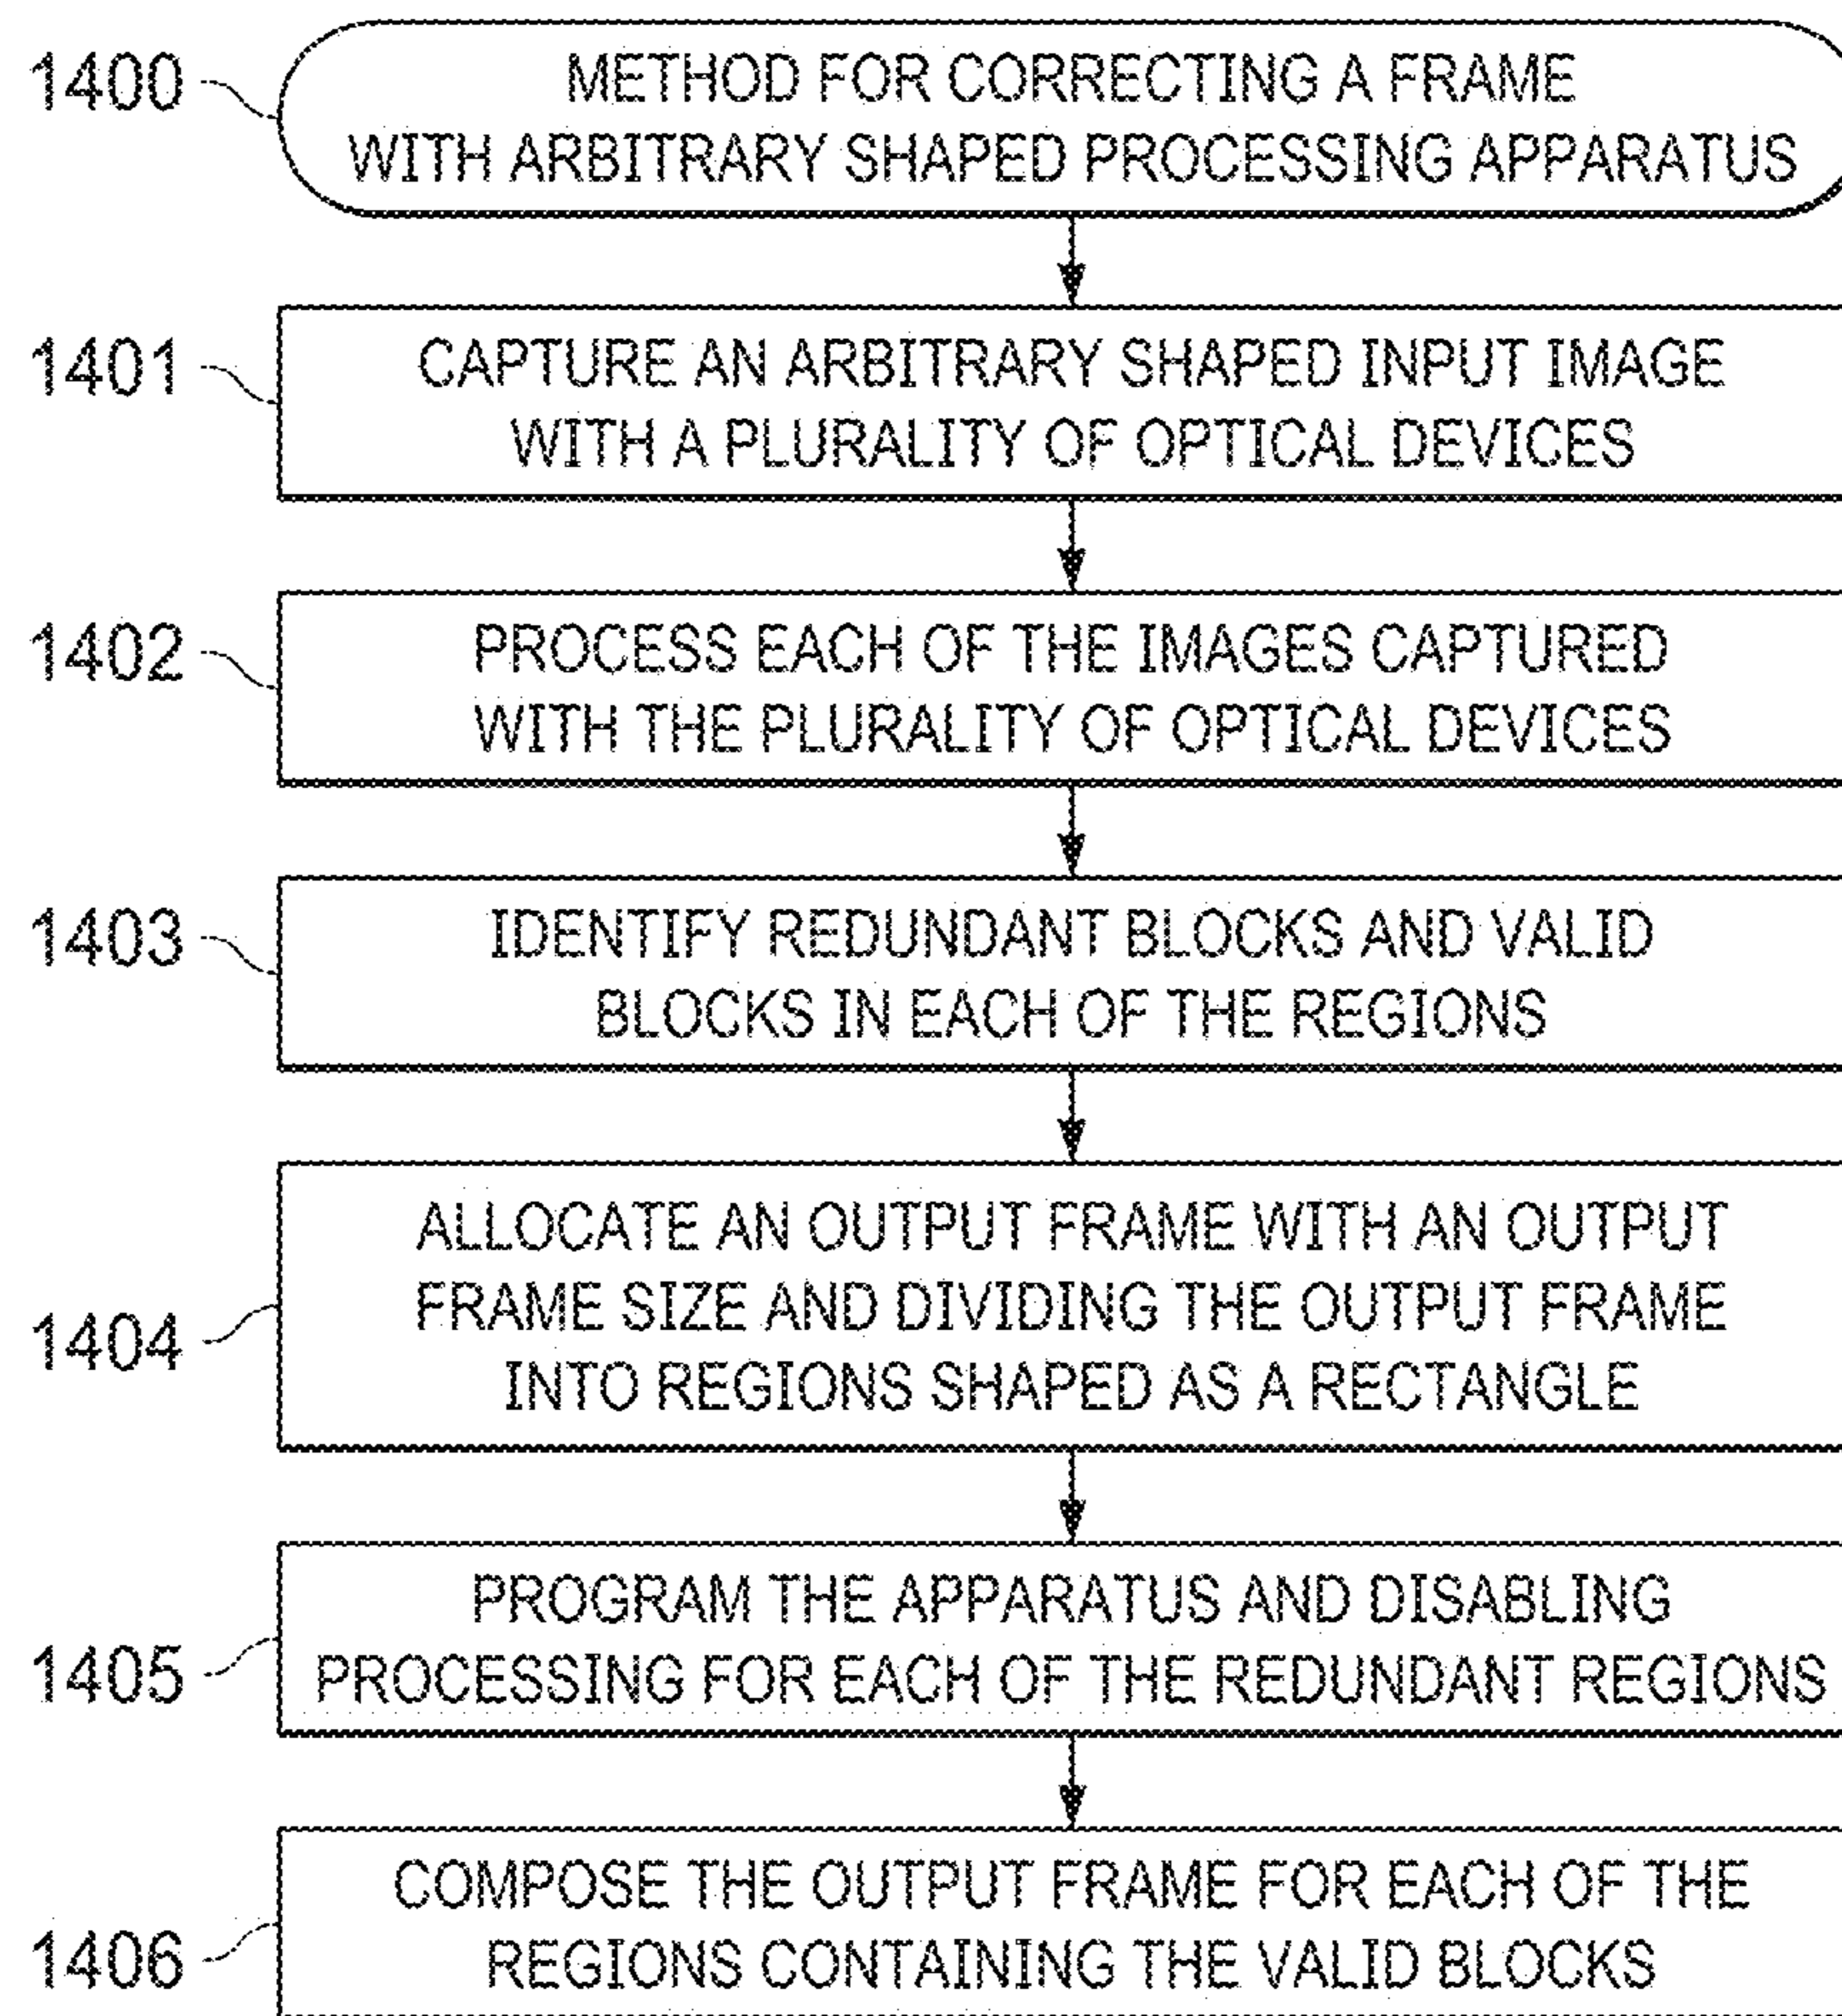 1400
METHOD FOR CORRECTING A FRAME
WITH ARBITRARY SHAPED PROCESSING APPARATUS
1401
CAPTURE AN ARBITRARY SHAPED INPUT IMAGE
WITH A PLURALITY OF OPTICAL DEVICES
1402
PROCESS EACH OF THE IMAGES CAPTURED
WITH THE PLURALITY OF OPTICAL DEVICES
1403
IDENTIFY REDUNDANT BLOCKS AND VALID
BLOCKS IN EACH OF THE REGIONS
1404
ALLOCATE AN OUTPUT FRAME WITH AN OUTPUT
FRAME SIZE AND DIVIDING THE OUTPUT FRAME
INTO REGIONS SHAPED AS A RECTANGLE
1405
PROGRAM THE APPARATUS AND DISABLING
PROCESSING FOR EACH OF THE REDUNDANT REGIONS
1406
COMPOSE THE OUTPUT FRAME FOR EACH OF THE
REGIONS CONTAINING THE VALID BLOCKS